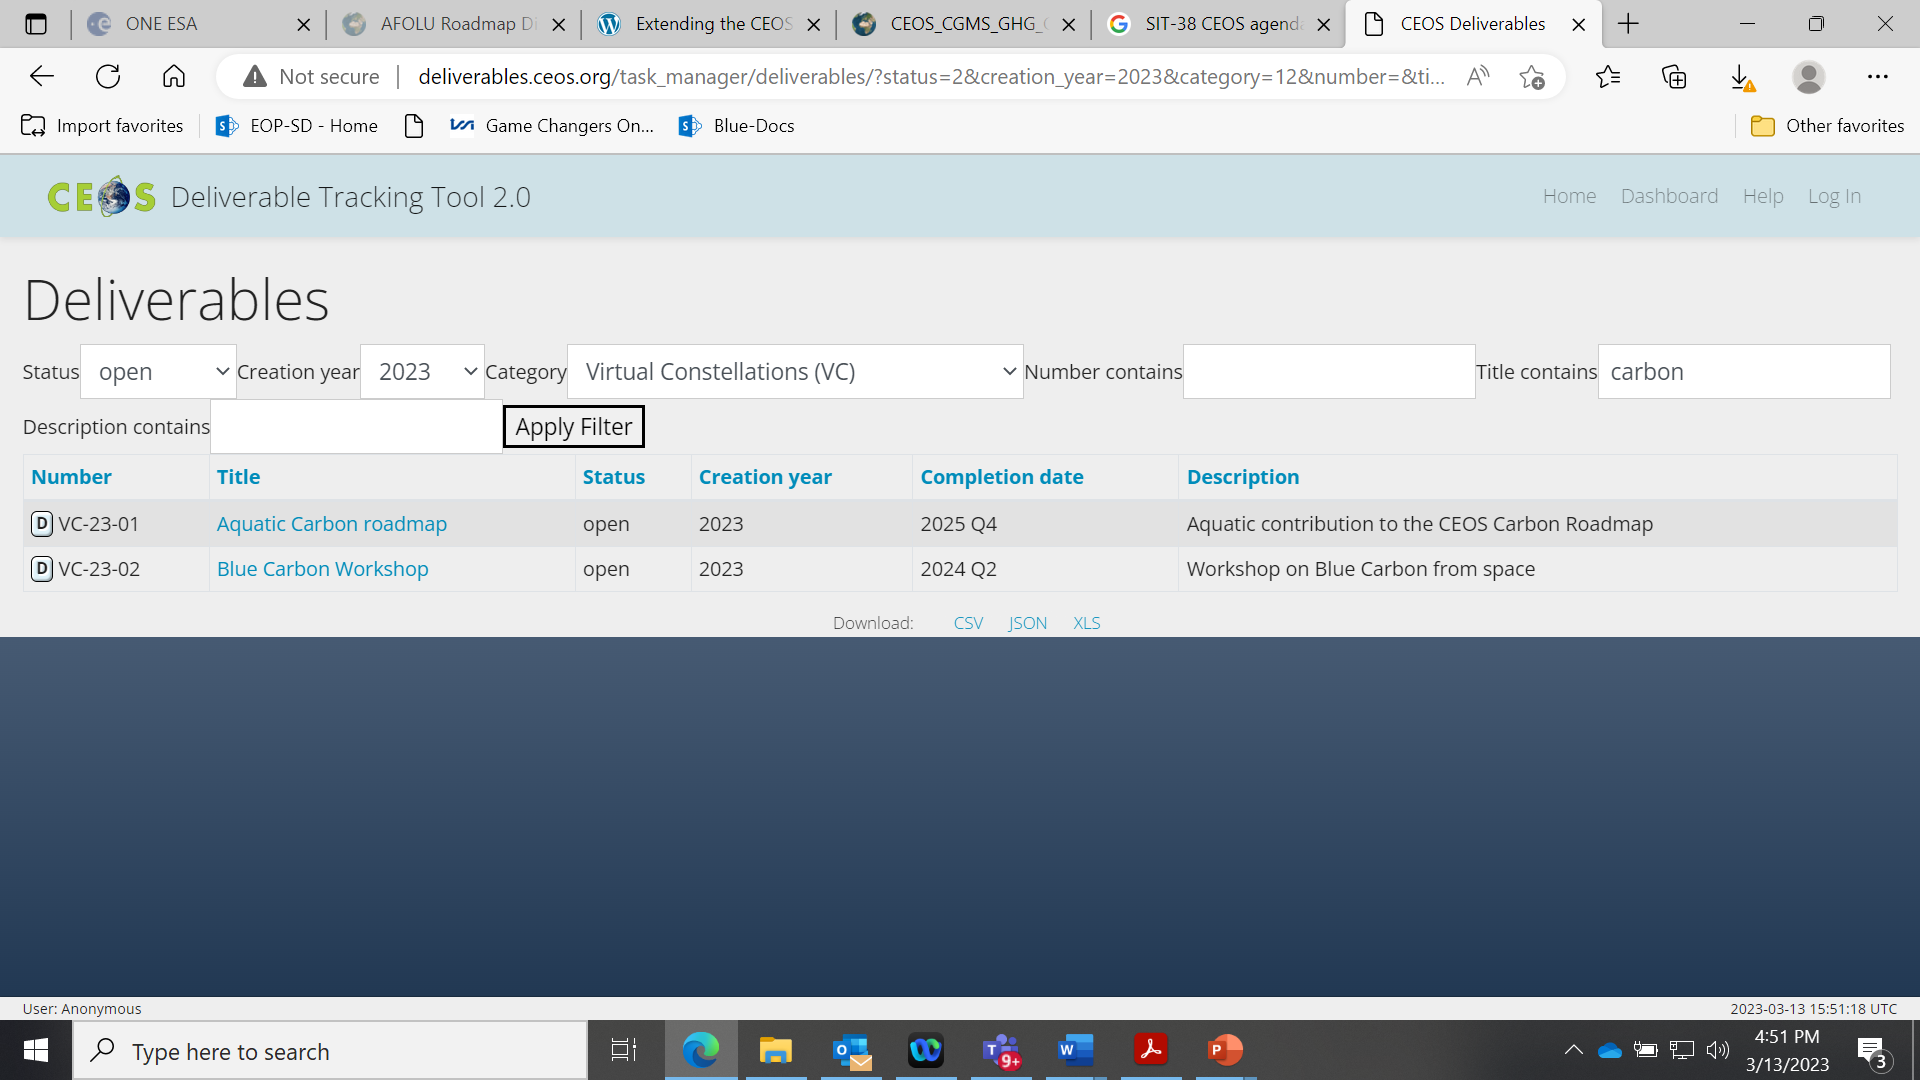 ONE ESA
AFOLU Roadmap Di
Extending the CEOS
CEOS_CGMS_GHG_
SIT-38 CEOS agenda
CEOS Deliverables
Not secure
deliverables.ceos.org/task_manager/deliverables/?status=2&creation_year=2023&category=12&number=&ti...
Import favorites
EOP-SD - Home
Game Changers On...
Blue-Docs
Other favorites
CEOS Deliverable Tracking Tool 2.0
Home Dashboard Help Log In
Deliverables
Status open Creation year 2023 Category Virtual Constellations (VC) Number contains Title contains carbon
Description contains Apply Filter
Number Title Status Creation year Completion date Description
D VC-23-01 Aquatic Carbon roadmap open 2023 2025 Q4 Aquatic contribution to the CEOS Carbon Roadmap
D VC-23-02 Blue Carbon Workshop open 2023 2024 Q2 Workshop on Blue Carbon from space
Download: CSV JSON XLS
User: Anonymous
2023-03-13 15:51:18 UTC
Type here to search
9+
4:51 PM
3/13/2023
3